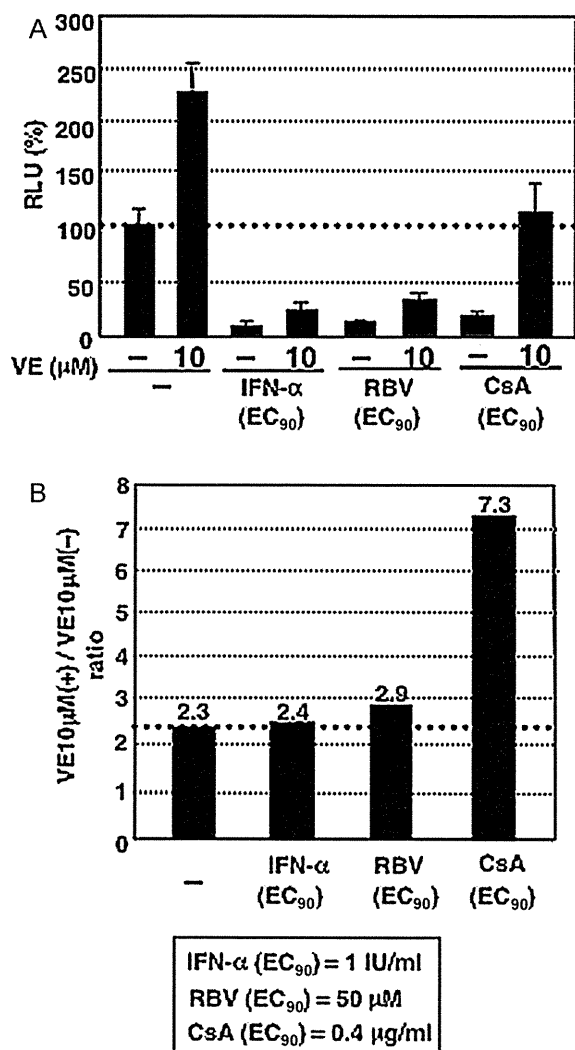 A
300
250
200
150
100
50
0
RLU (%)
VE (μM) – 10 – 10 – 10 – 10
– IFN-α RBV CsA
(EC90) (EC90) (EC90)
B
8
7
6
5
4
3
2
1
0
VE10μM(+) / VE10μM(–)
ratio
2.3
2.4
2.9
7.3
– IFN-α RBV CsA
(EC90) (EC90) (EC90)
IFN-α (EC90) = 1 IU/ml
RBV (EC90) = 50 μM
CsA (EC90) = 0.4 μg/ml